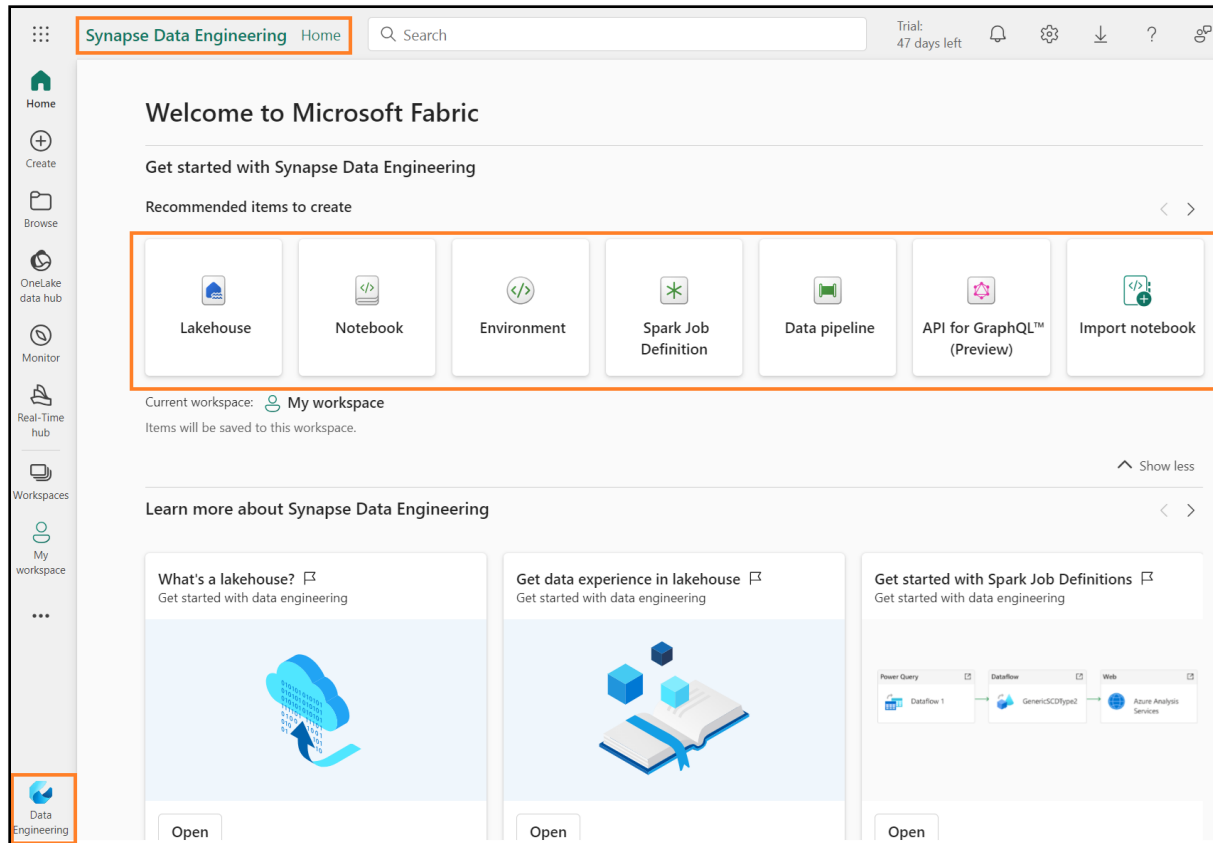 Synapse Data Engineering Home
Search
Trial:
47 days left
?
Home
Create
Browse
OneLake
data hub
Monitor
Real-Time
hub
Workspaces
My
workspace
Data
Engineering
Welcome to Microsoft Fabric
Get started with Synapse Data Engineering
Recommended items to create
Lakehouse
Notebook
Environment
Spark Job
Definition
Data pipeline
API for GraphQL™
(Preview)
Import notebook
Current workspace: My workspace
Items will be saved to this workspace.
Show less
Learn more about Synapse Data Engineering
What's a lakehouse?
Get started with data engineering
Open
Get data experience in lakehouse
Get started with data engineering
Open
Get started with Spark Job Definitions
Get started with data engineering
Power Query
Dataflow 1
Dataflow
GenericSCDType2
Web
Azure Analysis
Services
Open